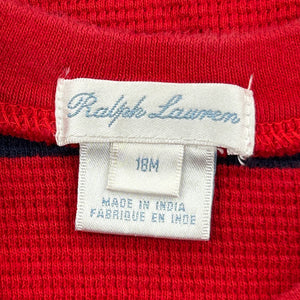 Ralph Lauren
18M
MADE IN INDIA
FABRIQUE EN INDE